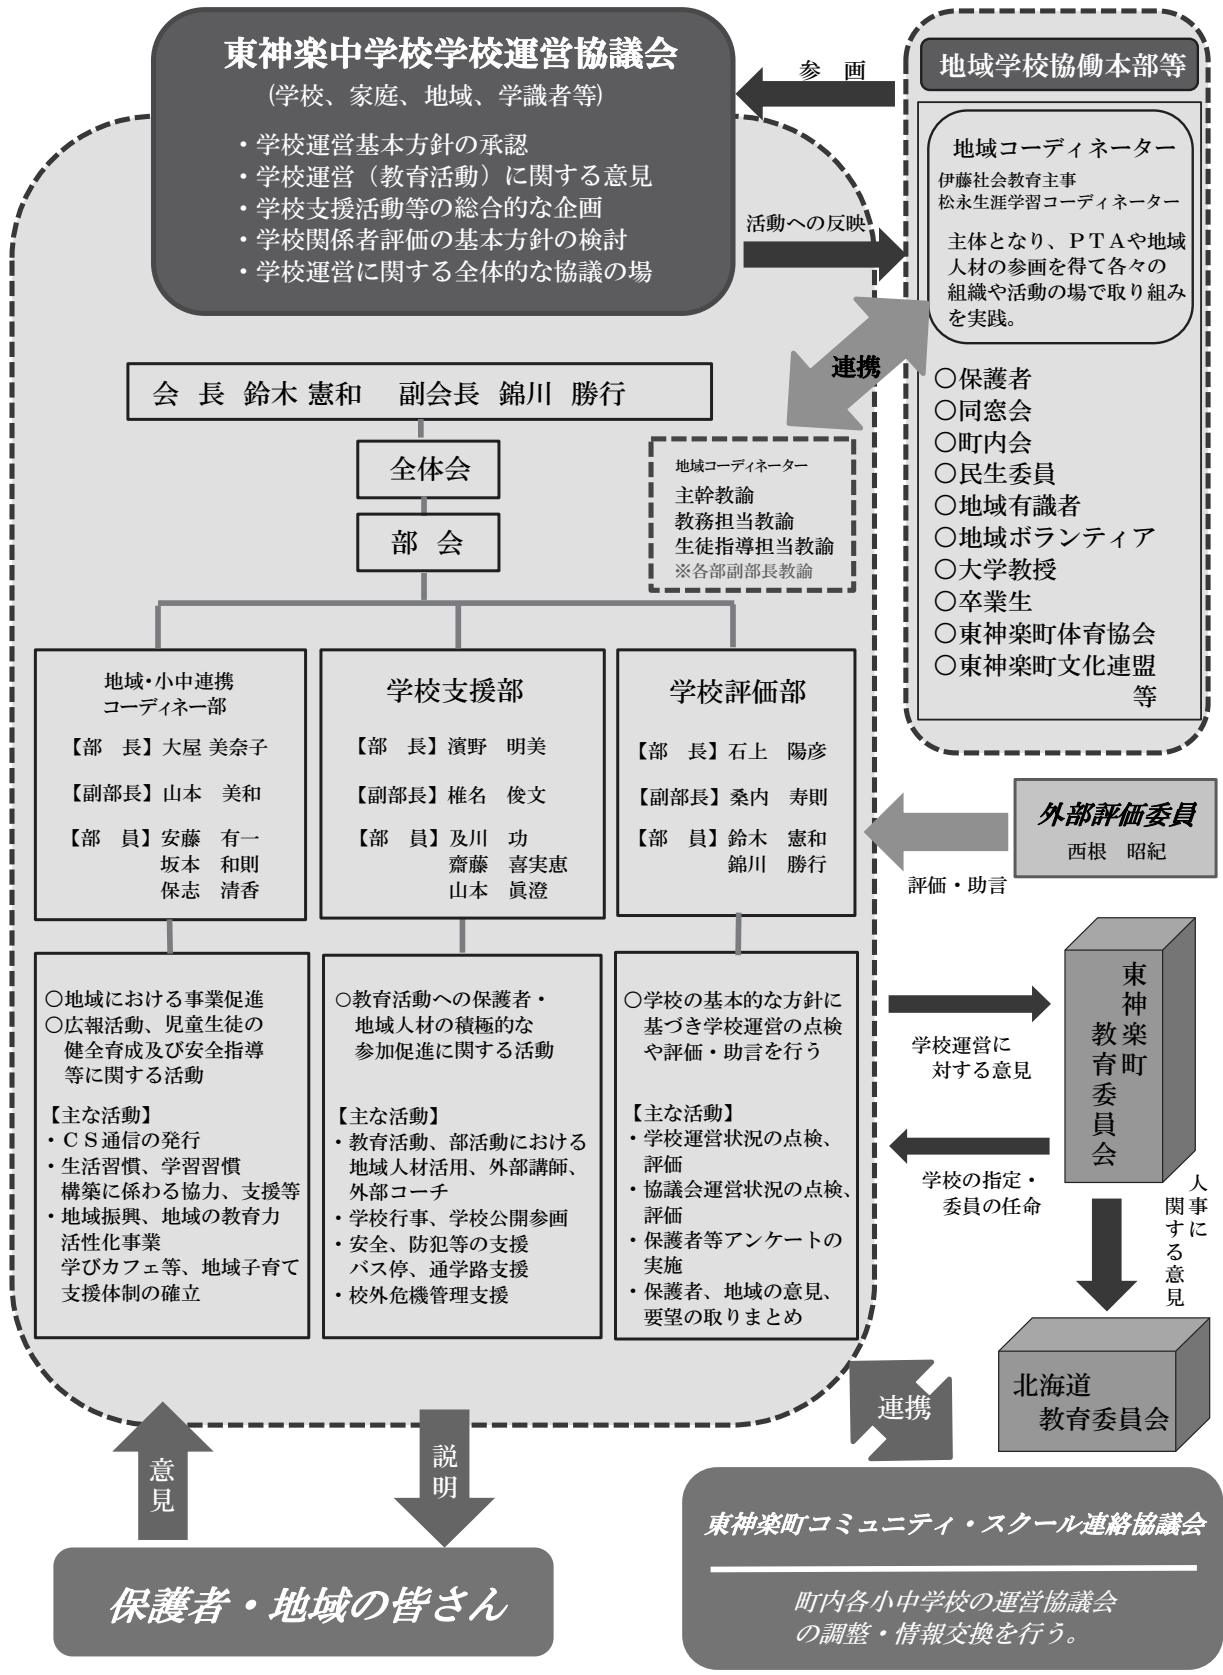 東神楽中学校学校運営協議会
(学校、家庭、地域、学識者等)
・学校運営基本方針の承認
・学校運営（教育活動）に関する意見
・学校支援活動等の総合的な企画
・学校関係者評価の基本方針の検討
・学校運営に関する全体的な協議の場
参　画
活動への反映
連携
地域学校協働本部等
地域コーディネーター
伊藤社会教育主事
松永生涯学習コーディネーター
主体となり、ＰＴＡや地域
人材の参画を得て各々の
組織や活動の場で取り組み
を実践。
〇保護者
〇同窓会
〇町内会
〇民生委員
〇地域有識者
〇地域ボランティア
〇大学教授
〇卒業生
〇東神楽町体育協会
〇東神楽町文化連盟
等
会　長　鈴木 憲和　副会長　錦川　勝行
全体会
部　会
地域コーディネーター
主幹教諭
教務担当教諭
生徒指導担当教諭
※各部副部長教諭
地域・小中連携
コーディネー部
【部　長】大屋 美奈子
【副部長】山本　美和
【部　員】安藤　有一
坂本　和則
保志　清香
学校支援部
【部　長】濱野　明美
【副部長】椎名　俊文
【部　員】及川　功
齋藤　喜実恵
山本　眞澄
学校評価部
【部　長】石上　陽彦
【副部長】桑内　寿則
【部　員】鈴木　憲和
錦川　勝行
〇地域における事業促進
〇広報活動、児童生徒の
健全育成及び安全指導
等に関する活動
【主な活動】
・ＣＳ通信の発行
・生活習慣、学習習慣
構築に係わる協力、支援等
・地域振興、地域の教育力
活性化事業
学びカフェ等、地域子育て
支援体制の確立
〇教育活動への保護者・
地域人材の積極的な
参加促進に関する活動
【主な活動】
・教育活動、部活動における
地域人材活用、外部講師、
外部コーチ
・学校行事、学校公開参画
・安全、防犯等の支援
バス停、通学路支援
・校外危機管理支援
〇学校の基本的な方針に
基づき学校運営の点検
や評価・助言を行う
【主な活動】
・学校運営状況の点検、
評価
・協議会運営状況の点検、
評価
・保護者等アンケートの
実施
・保護者、地域の意見、
要望の取りまとめ
外部評価委員
西根　昭紀
評価・助言
東神楽町
教育委員会
学校運営に
対する意見
学校の指定・
委員の任命
人事に
関する意見
北海道
教育委員会
連携
意見
説明
保護者・地域の皆さん
東神楽町コミュニティ・スクール連絡協議会
町内各小中学校の運営協議会
の調整・情報交換を行う。